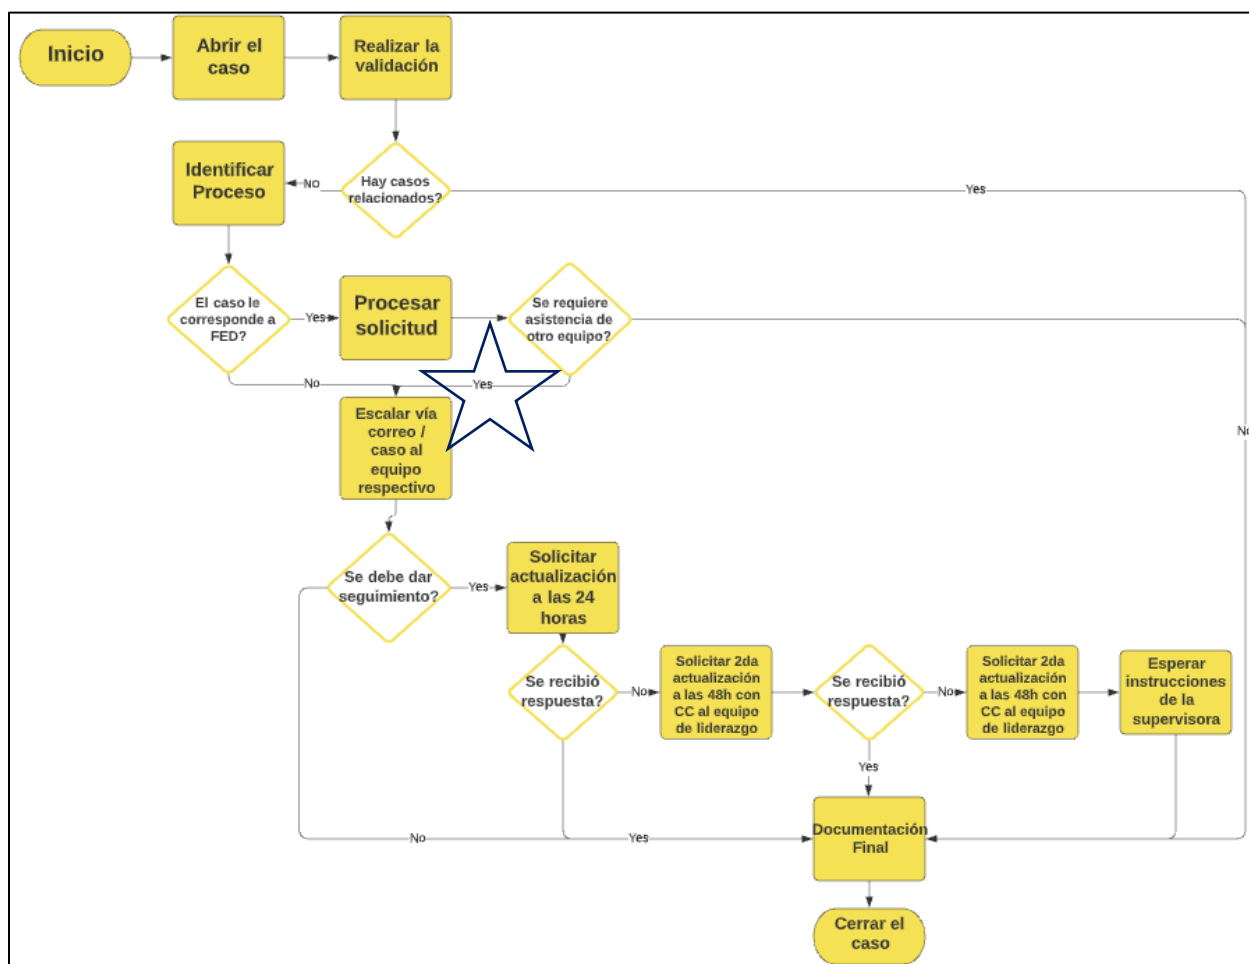 Inicio
Abrir el
caso
Realizar la
validación
Identificar
Proceso
No
Hay casos
relacionados?
Yes
El caso le
corresponde a
FED?
Yes
Procesar
solicitud
Se requiere
asistencia de
otro equipo?
No
Yes
No
Escalar vía
correo /
caso al
equipo
respectivo
Se debe dar
seguimiento?
Yes
Solicitar
actualización
a las 24
horas
Se recibió
respuesta?
No
Solicitar 2da
actualización
a las 48h con
CC al equipo
de liderazgo
Se recibió
respuesta?
No
Solicitar 2da
actualización
a las 48h con
CC al equipo
de liderazgo
Esperar
instrucciones
de la
supervisora
Yes
No
Yes
Documentación
Final
Cerrar el
caso